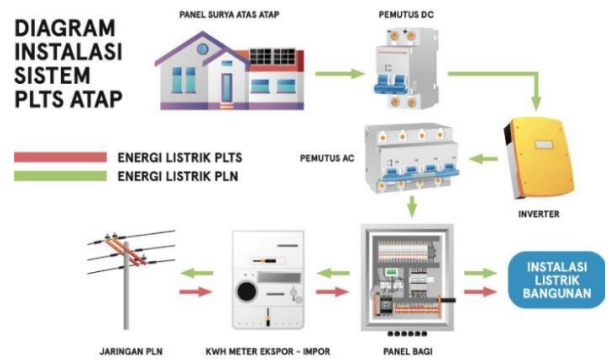 DIAGRAM
INSTALASI
SISTEM
PLTS ATAP
PANEL SURYA ATAS ATAP
PEMUTUS DC
ENERGI LISTRIK PLTS
ENERGI LISTRIK PLN
PEMUTUS AC
INVERTER
INSTALASI
LISTRIK
BANGUNAN
JARINGAN PLN
KWH METER EKSPOR - IMPOR
PANEL BAGI